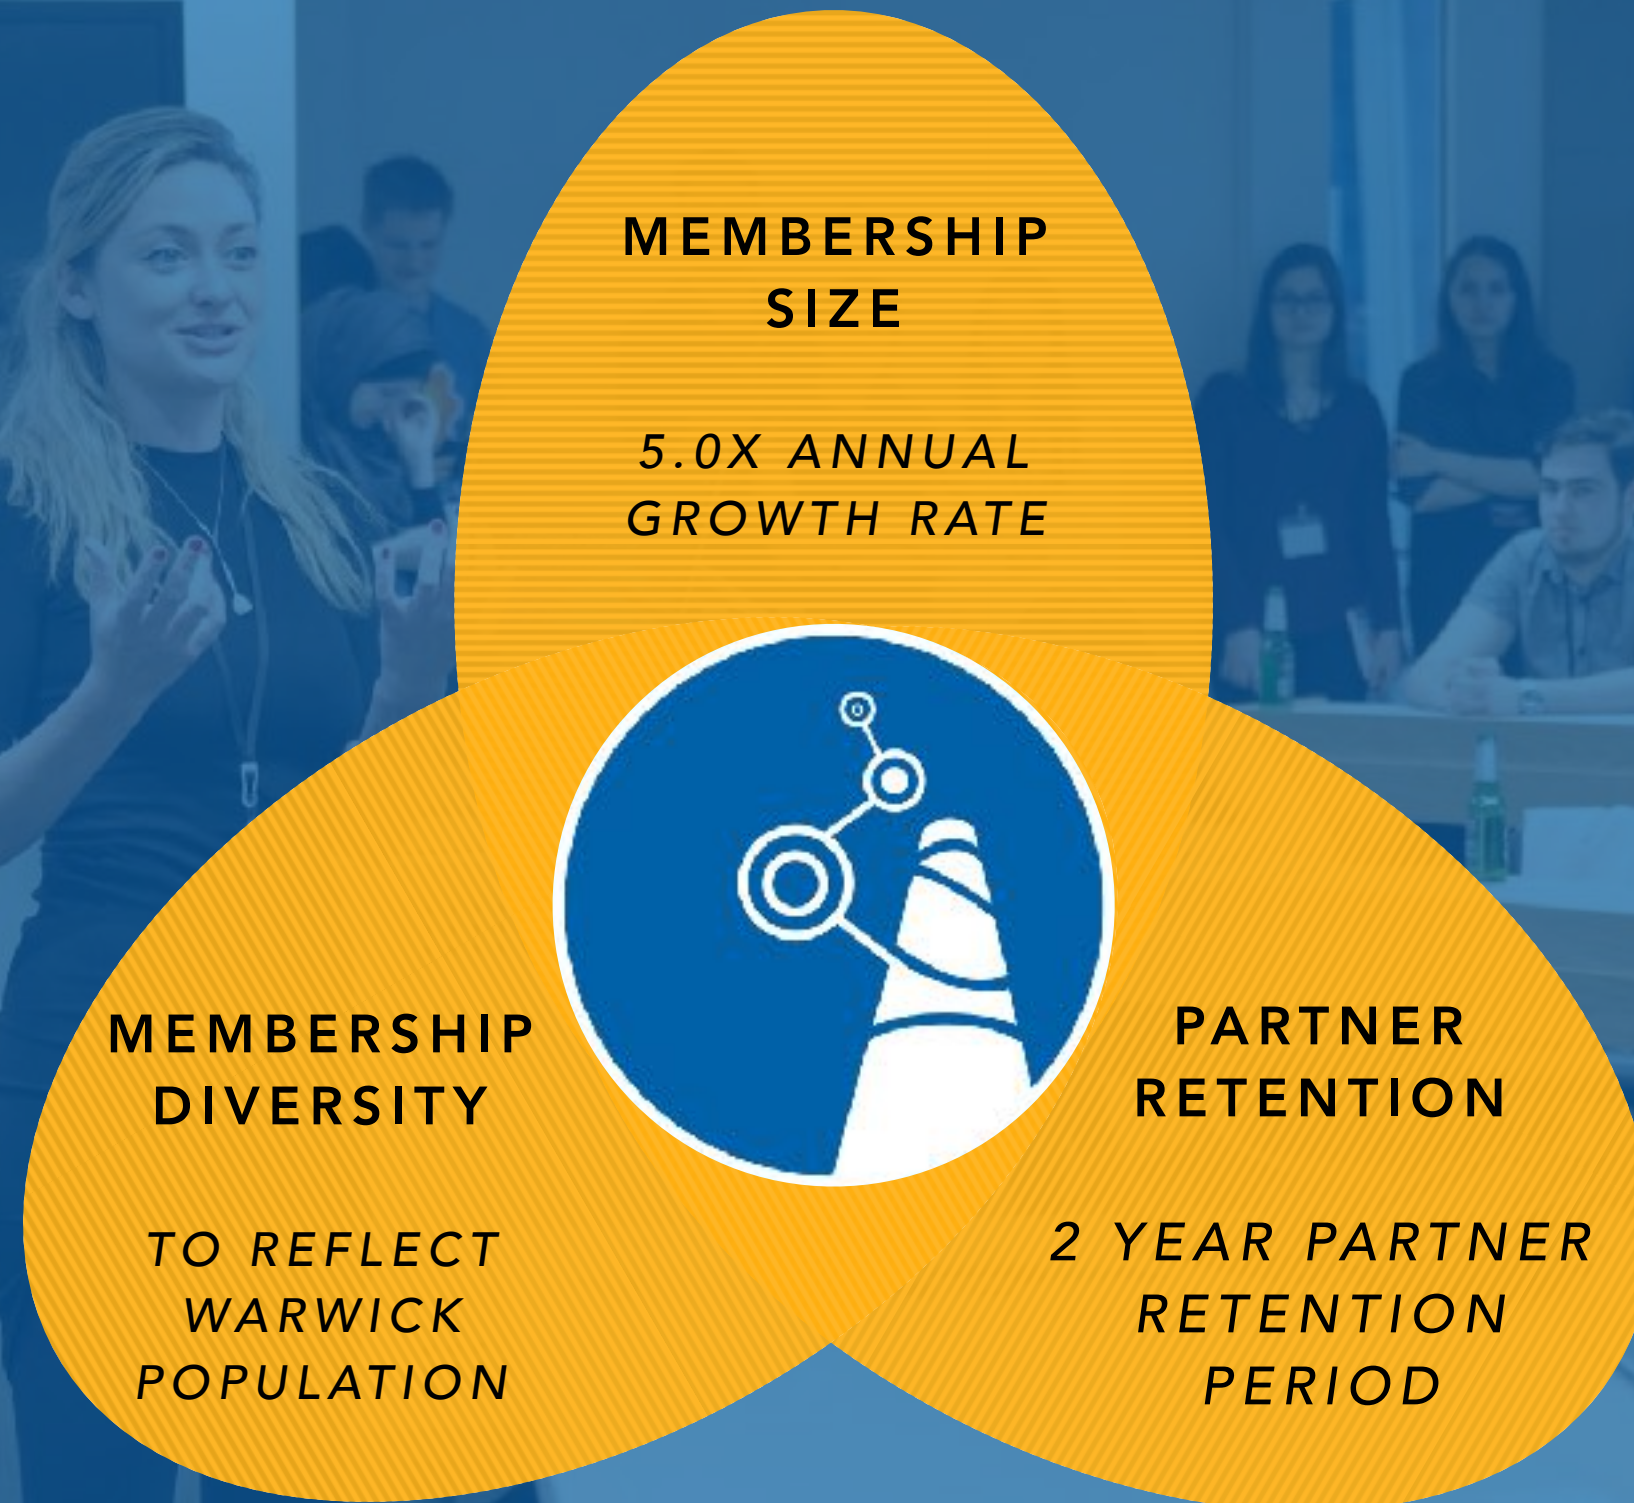 MEMBERSHIP
SIZE
5.0X ANNUAL
GROWTH RATE
MEMBERSHIP
DIVERSITY
TO REFLECT
WARWICK
POPULATION
PARTNER
RETENTION
2 YEAR PARTNER
RETENTION
PERIOD